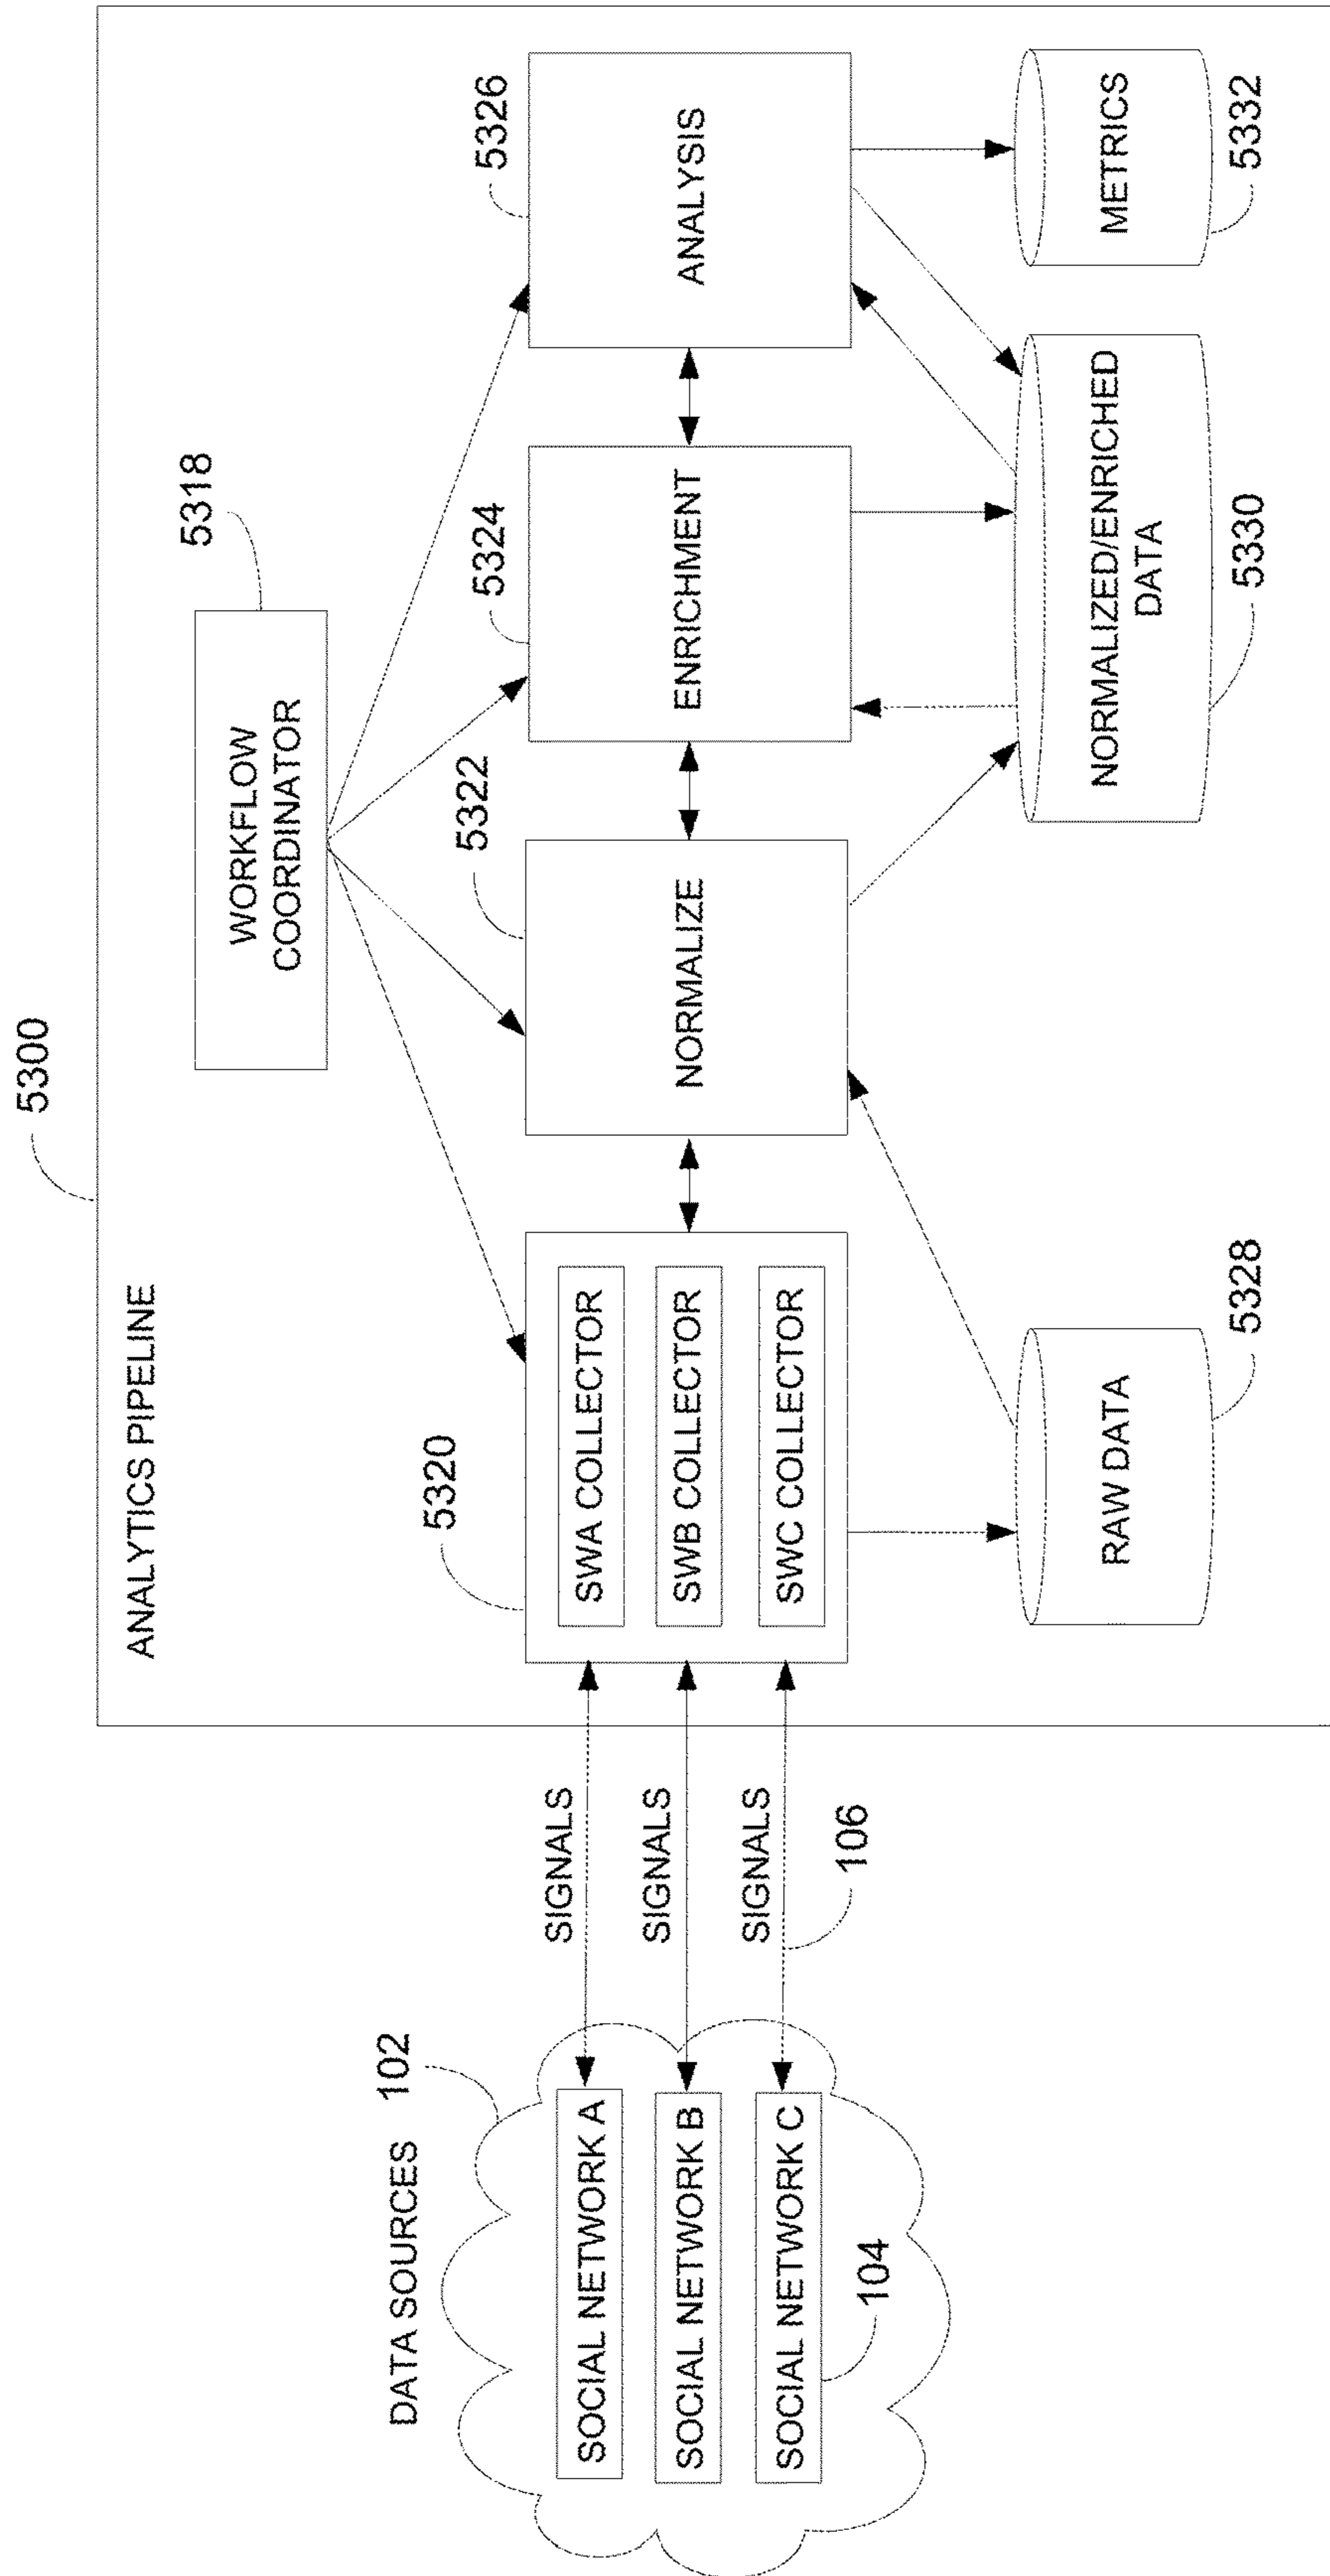 5300
ANALYTICS PIPELINE
WORKFLOW
COORDINATOR
5318
DATA SOURCES 102
SOCIAL NETWORK A
SOCIAL NETWORK B
SOCIAL NETWORK C
104
SIGNALS
SIGNALS
SIGNALS
106
5320
SWA COLLECTOR
SWB COLLECTOR
SWC COLLECTOR
5322
NORMALIZE
5324
ENRICHMENT
5326
ANALYSIS
RAW DATA
5328
NORMALIZED/ENRICHED
DATA
5330
METRICS
5332